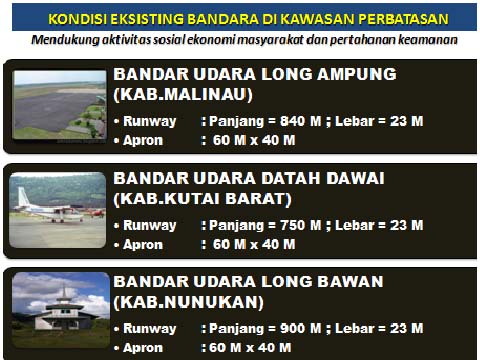 KONDISI EKSISTING BANDARA DI KAWASAN PERBATASAN
Mendukung aktivitas sosial ekonomi masyarakat dan pertahanan keamanan
BANDAR UDARA LONG AMPUNG
(KAB.MALINAU)
• Runway : Panjang = 840 M ; Lebar = 23 M
• Apron : 60 M x 40 M
BANDAR UDARA DATAH DAWAI
(KAB.KUTAI BARAT)
• Runway : Panjang = 750 M ; Lebar = 23 M
• Apron : 60 M x 40 M
BANDAR UDARA LONG BAWAN
(KAB.NUNUKAN)
• Runway : Panjang = 900 M ; Lebar = 23 M
• Apron : 60 M x 40 M